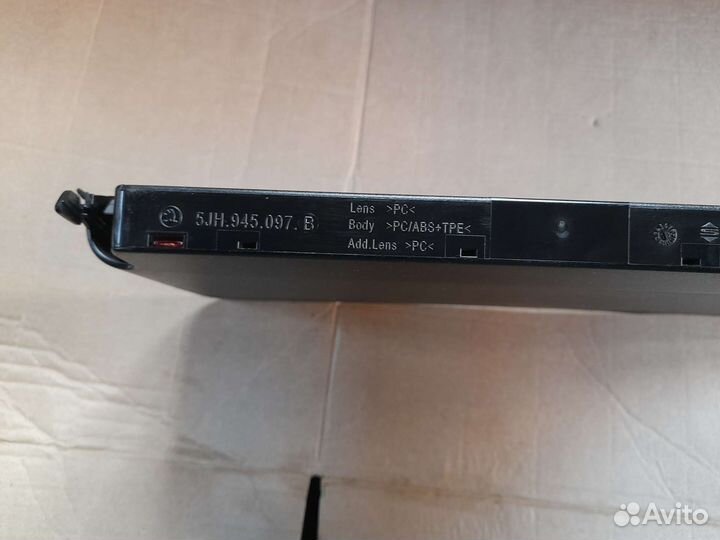 5JH.945.097. B
Lens >PC<
Body >PC/ABS+TPE<
Add.Lens >PC<
Avito